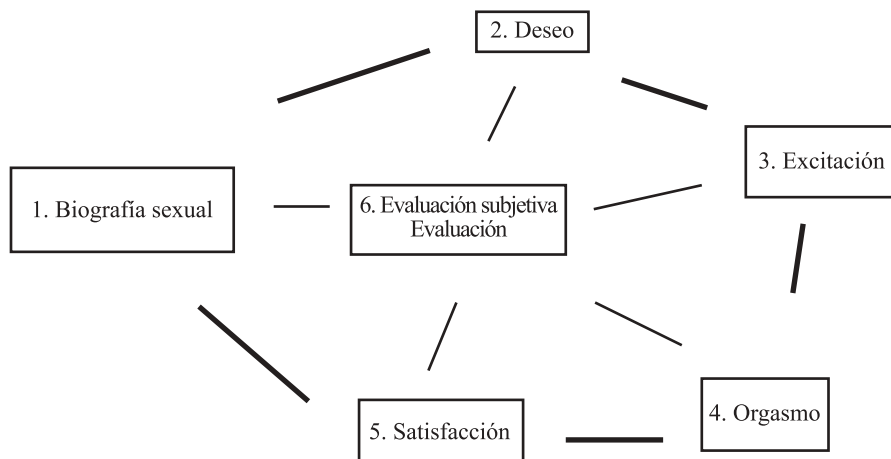 2. Deseo
3. Excitación
1. Biografía sexual
6. Evaluación subjetiva
Evaluación
4. Orgasmo
5. Satisfacción